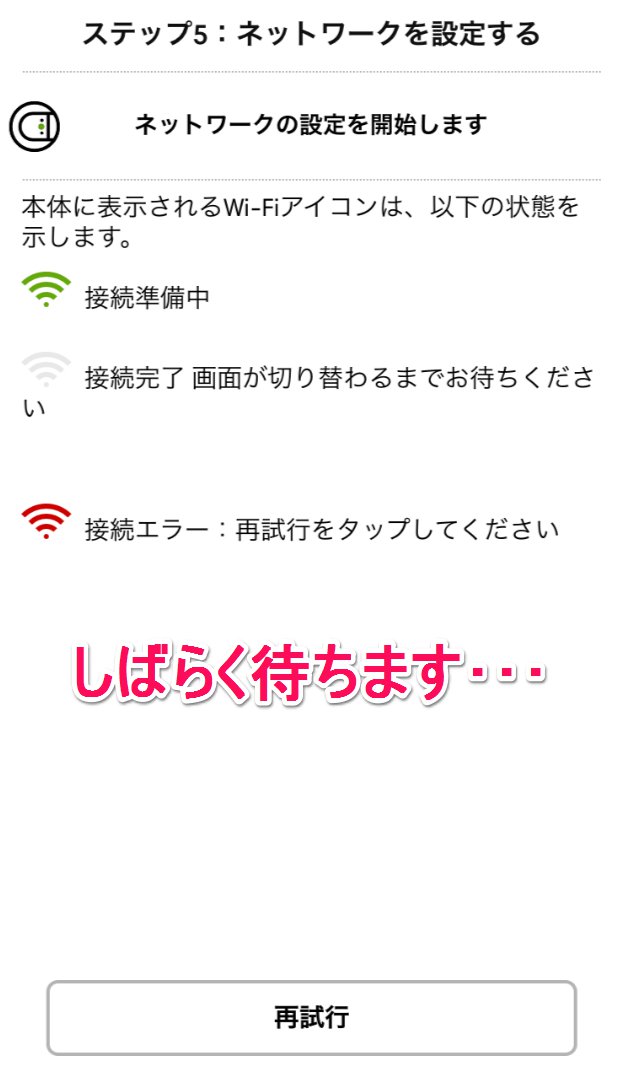 ステップ5：ネットワークを設定する
ネットワークの設定を開始します
本体に表示されるWi-Fiアイコンは、以下の状態を
示します。
接続準備中
接続完了 画面が切り替わるまでお待ちくださ
い
接続エラー：再試行をタップしてください
しばらく待ちます･･･
再試行